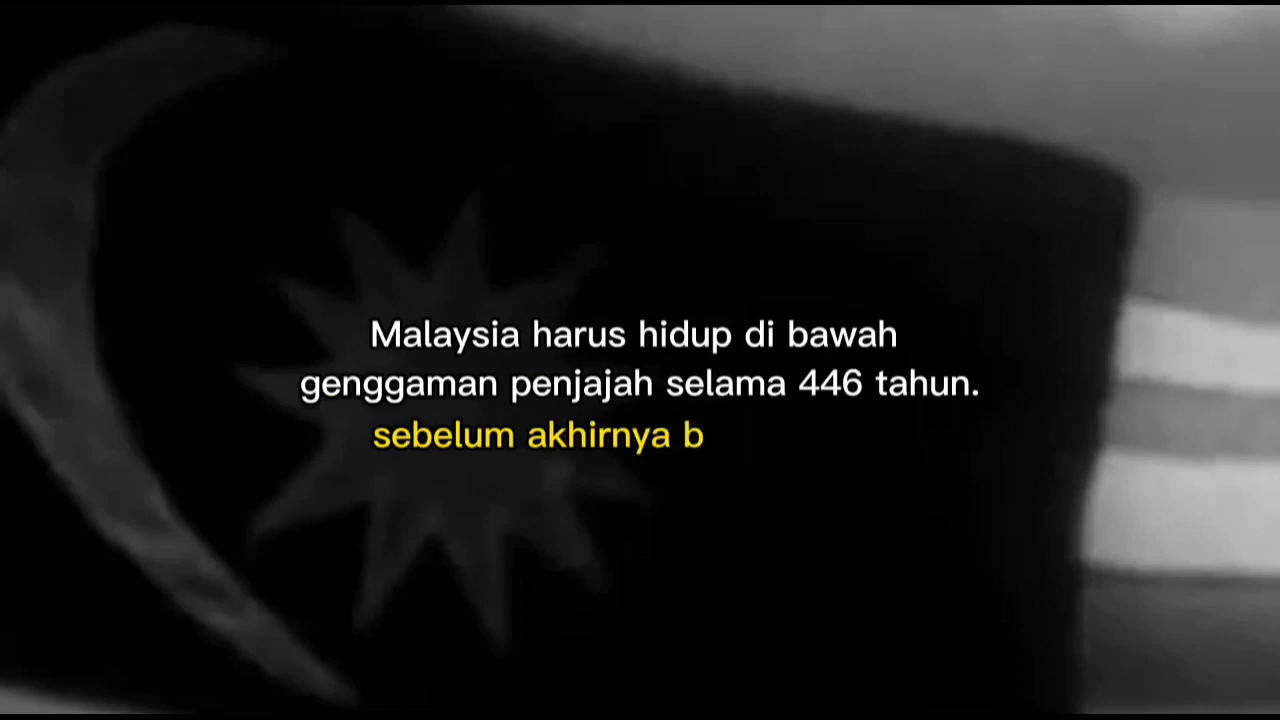 Malaysia harus hidup di bawah
genggaman penjajah selama 446 tahun.
sebelum akhirnya b